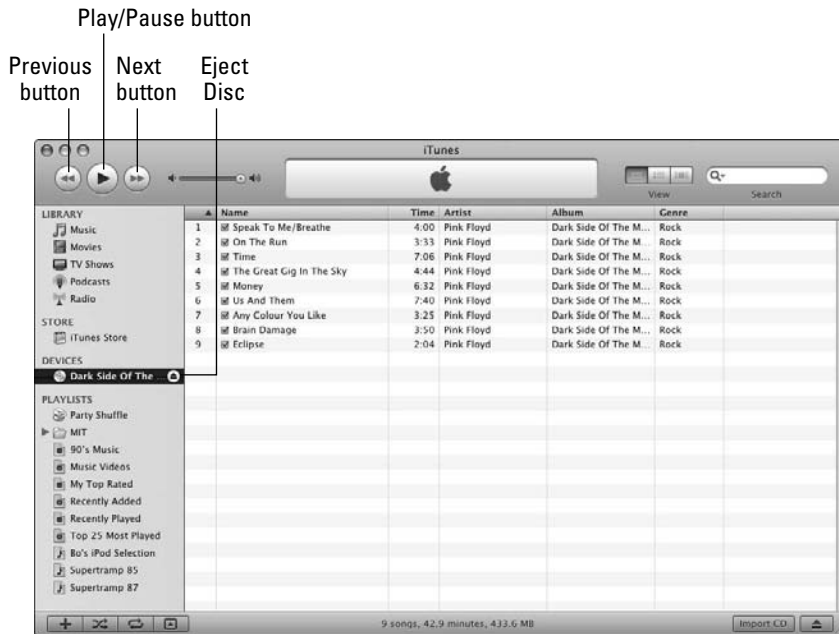 Play/Pause button
Previous button
Next button
Eject Disc
iTunes
View
Search
LIBRARY
Music
Movies
TV Shows
Podcasts
Radio
STORE
iTunes Store
DEVICES
Dark Side Of The ...
PLAYLISTS
Party Shuffle
MIT
90's Music
Music Videos
My Top Rated
Recently Added
Recently Played
Top 25 Most Played
Bo's iPod Selection
Supertramp 85
Supertramp 87
Name Time Artist Album Genre
1 Speak To Me/Breathe 4:00 Pink Floyd Dark Side Of The M... Rock
2 On The Run 3:33 Pink Floyd Dark Side Of The M... Rock
3 Time 7:06 Pink Floyd Dark Side Of The M... Rock
4 The Great Gig In The Sky 4:44 Pink Floyd Dark Side Of The M... Rock
5 Money 6:32 Pink Floyd Dark Side Of The M... Rock
6 Us And Them 7:40 Pink Floyd Dark Side Of The M... Rock
7 Any Colour You Like 3:25 Pink Floyd Dark Side Of The M... Rock
8 Brain Damage 3:50 Pink Floyd Dark Side Of The M... Rock
9 Eclipse 2:04 Pink Floyd Dark Side Of The M... Rock
9 songs, 42.9 minutes, 433.6 MB
Import CD